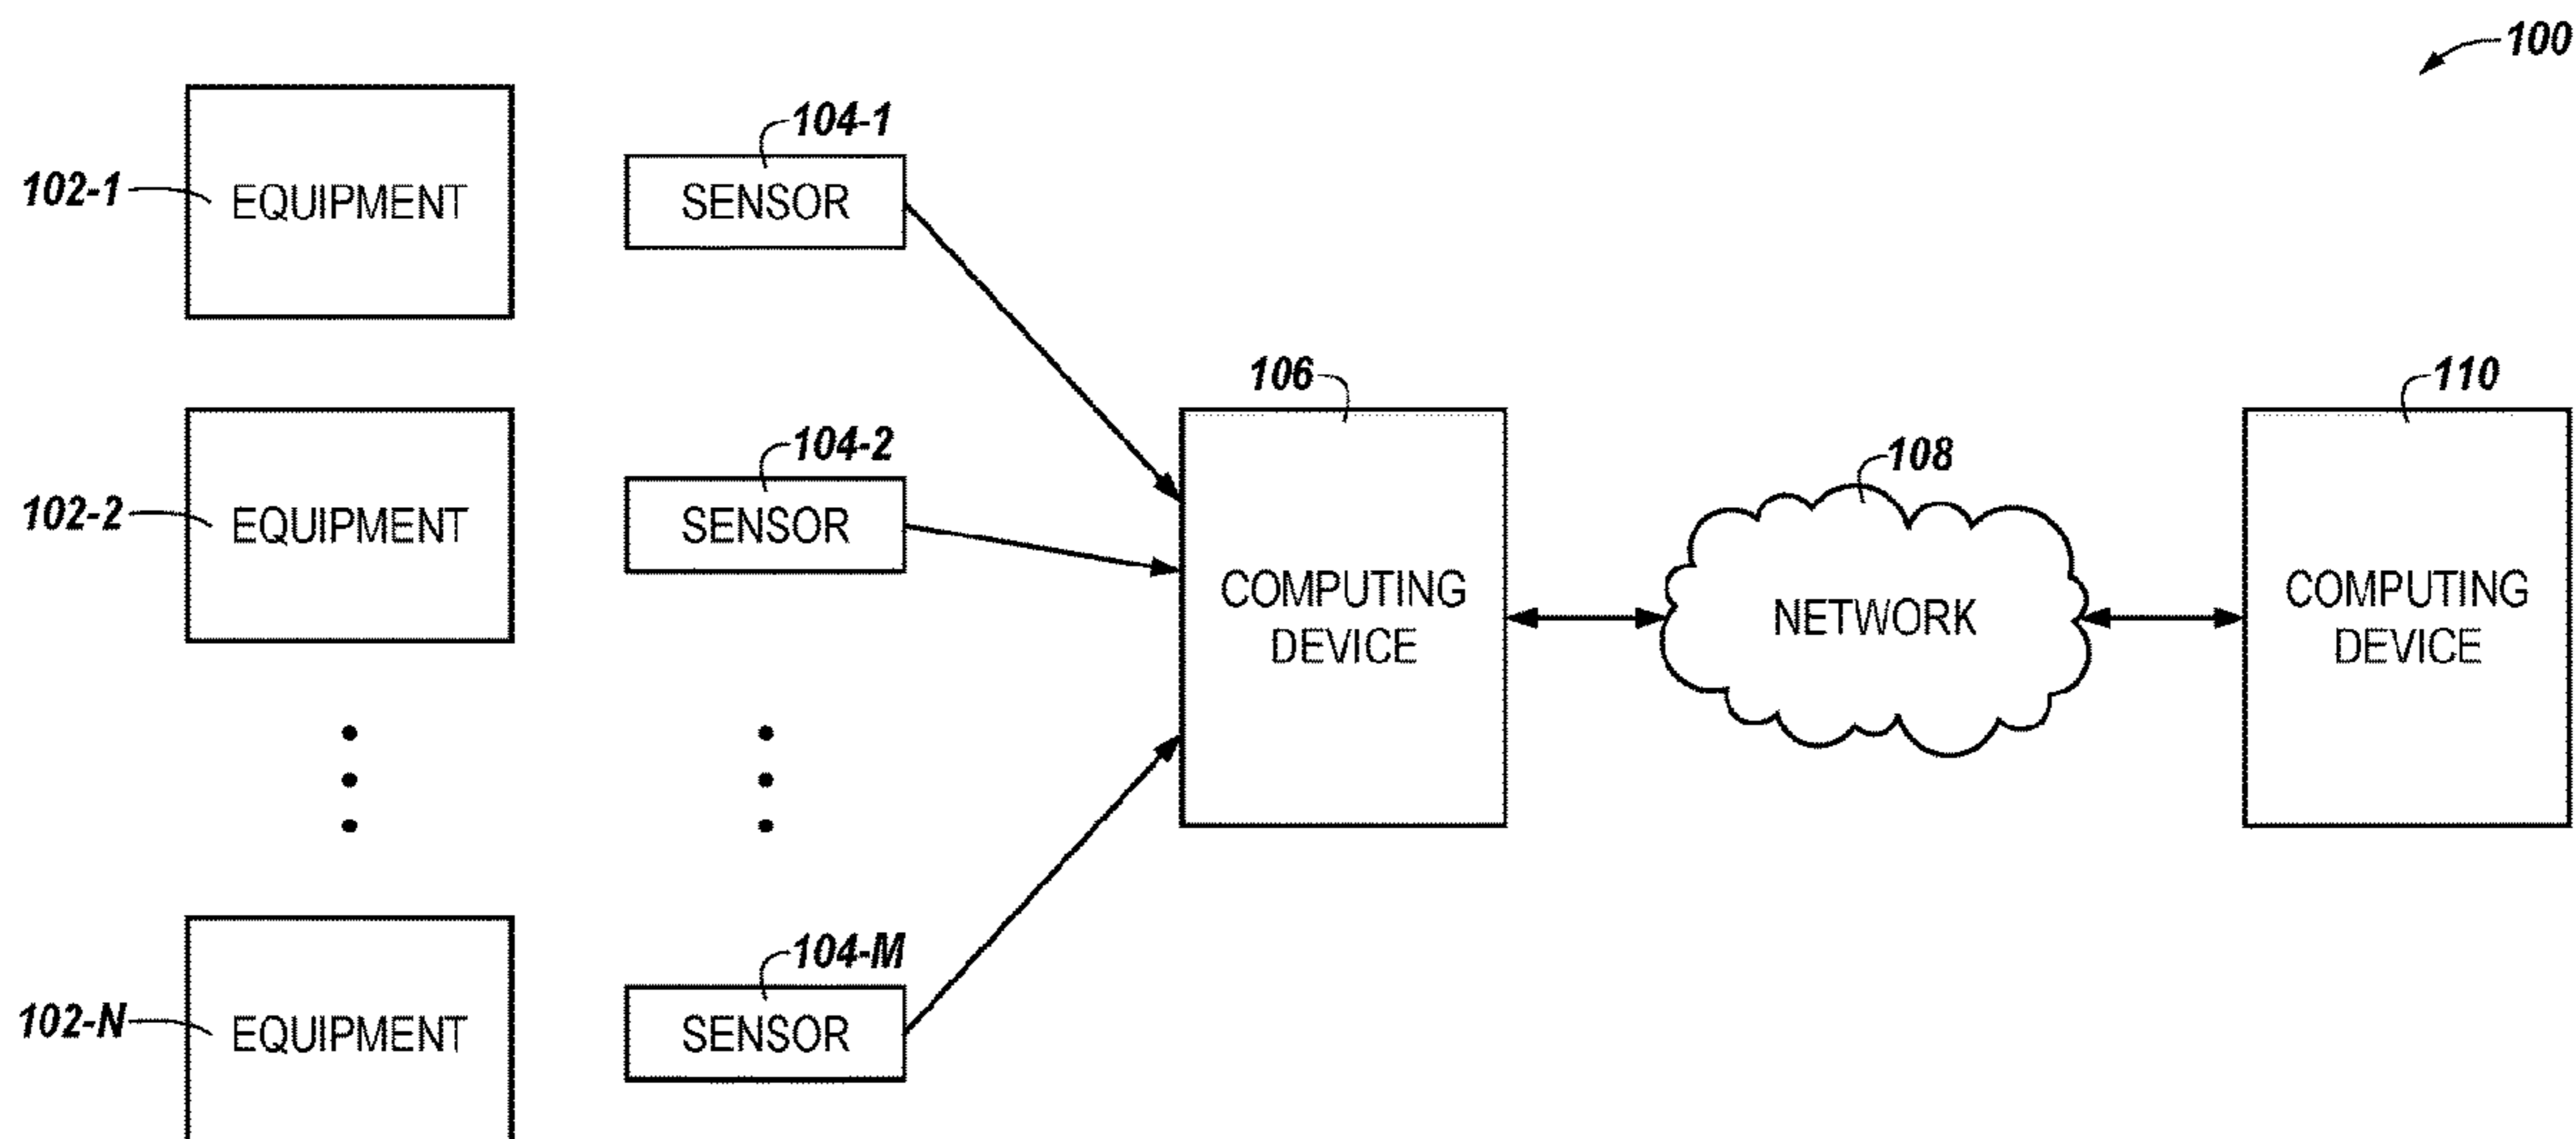 100
104-1
102-1
EQUIPMENT
SENSOR
106
110
104-2
108
102-2
EQUIPMENT
SENSOR
COMPUTING
DEVICE
NETWORK
COMPUTING
DEVICE
104-M
102-N
EQUIPMENT
SENSOR